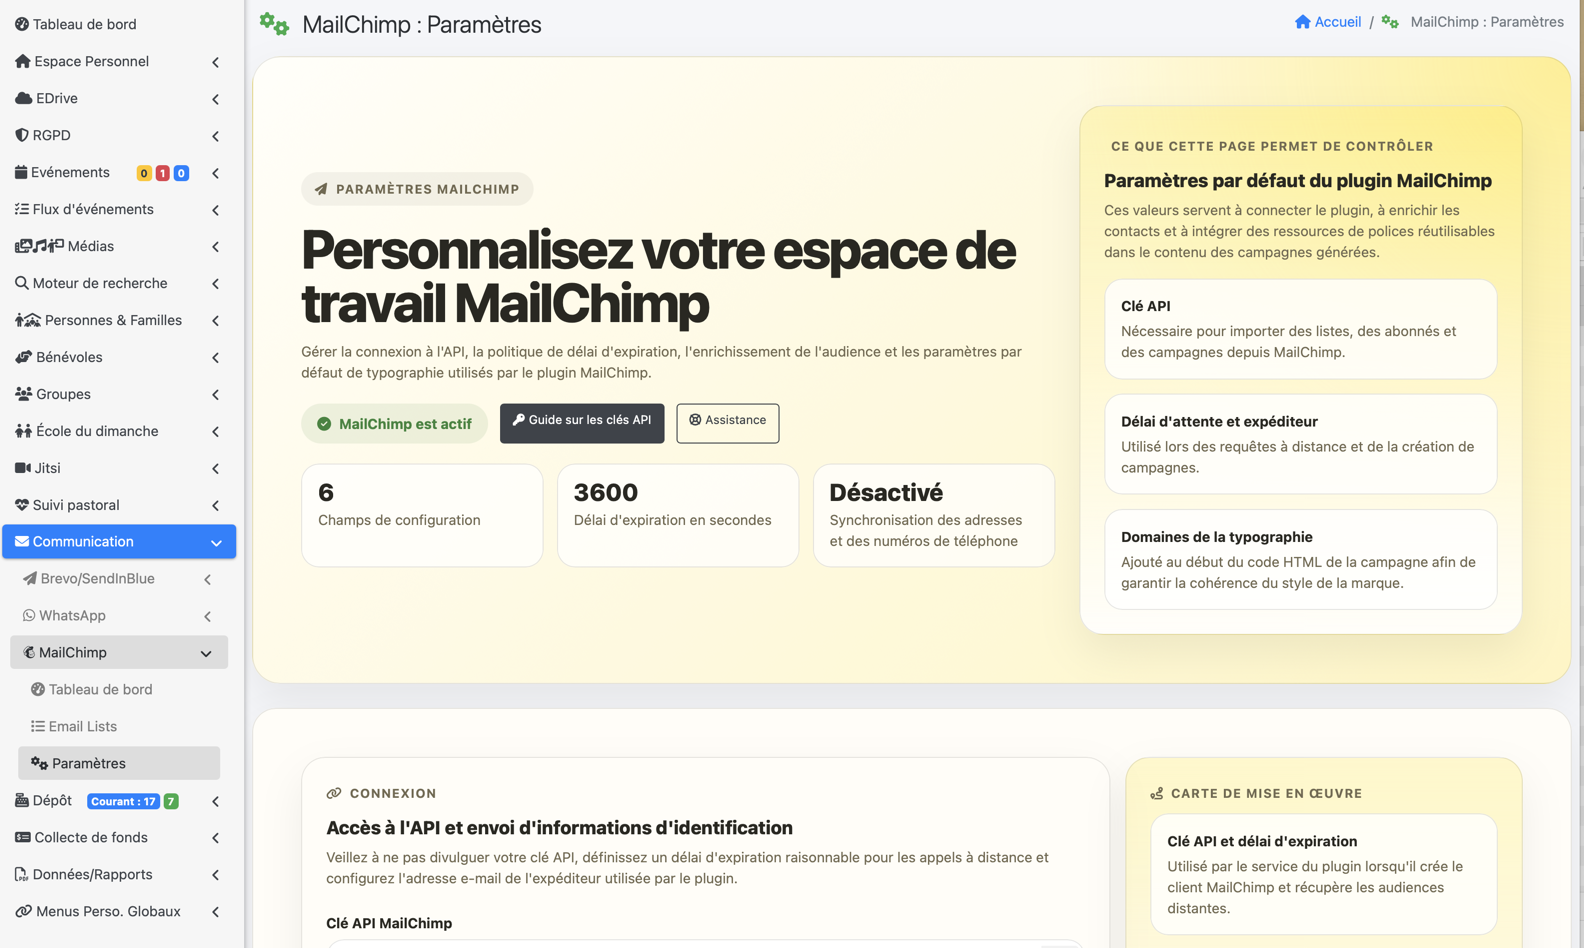 Tableau de bord
Espace Personnel
EDrive
RGPD
Evénements 0 1 0
Flux d'événements
Médias
Moteur de recherche
Personnes & Familles
Bénévoles
Groupes
École du dimanche
Jitsi
Suivi pastoral
Communication
Brevo/SendInBlue
WhatsApp
MailChimp
Tableau de bord
Email Lists
Paramètres
Dépôt Courant : 17 7
Collecte de fonds
Données/Rapports
Menus Perso. Globaux
MailChimp : Paramètres
Accueil / MailChimp : Paramètres
PARAMÈTRES MAILCHIMP
Personnalisez votre espace de
travail MailChimp
Gérer la connexion à l'API, la politique de délai d'expiration, l'enrichissement de l'audience et les paramètres par
défaut de typographie utilisés par le plugin MailChimp.
MailChimp est actif
Guide sur les clés API
Assistance
6
Champs de configuration
3600
Délai d'expiration en secondes
Désactivé
Synchronisation des adresses
et des numéros de téléphone
CE QUE CETTE PAGE PERMET DE CONTRÔLER
Paramètres par défaut du plugin MailChimp
Ces valeurs servent à connecter le plugin, à enrichir les
contacts et à intégrer des ressources de polices réutilisables
dans le contenu des campagnes générées.
Clé API
Nécessaire pour importer des listes, des abonnés et
des campagnes depuis MailChimp.
Délai d'attente et expéditeur
Utilisé lors des requêtes à distance et de la création de
campagnes.
Domaines de la typographie
Ajouté au début du code HTML de la campagne afin de
garantir la cohérence du style de la marque.
CONNEXION
Accès à l'API et envoi d'informations d'identification
Veillez à ne pas divulguer votre clé API, définissez un délai d'expiration raisonnable pour les appels à distance et
configurez l'adresse e-mail de l'expéditeur utilisée par le plugin.
Clé API MailChimp
CARTE DE MISE EN ŒUVRE
Clé API et délai d'expiration
Utilisé par le service du plugin lorsqu'il crée le
client MailChimp et récupère les audiences
distantes.